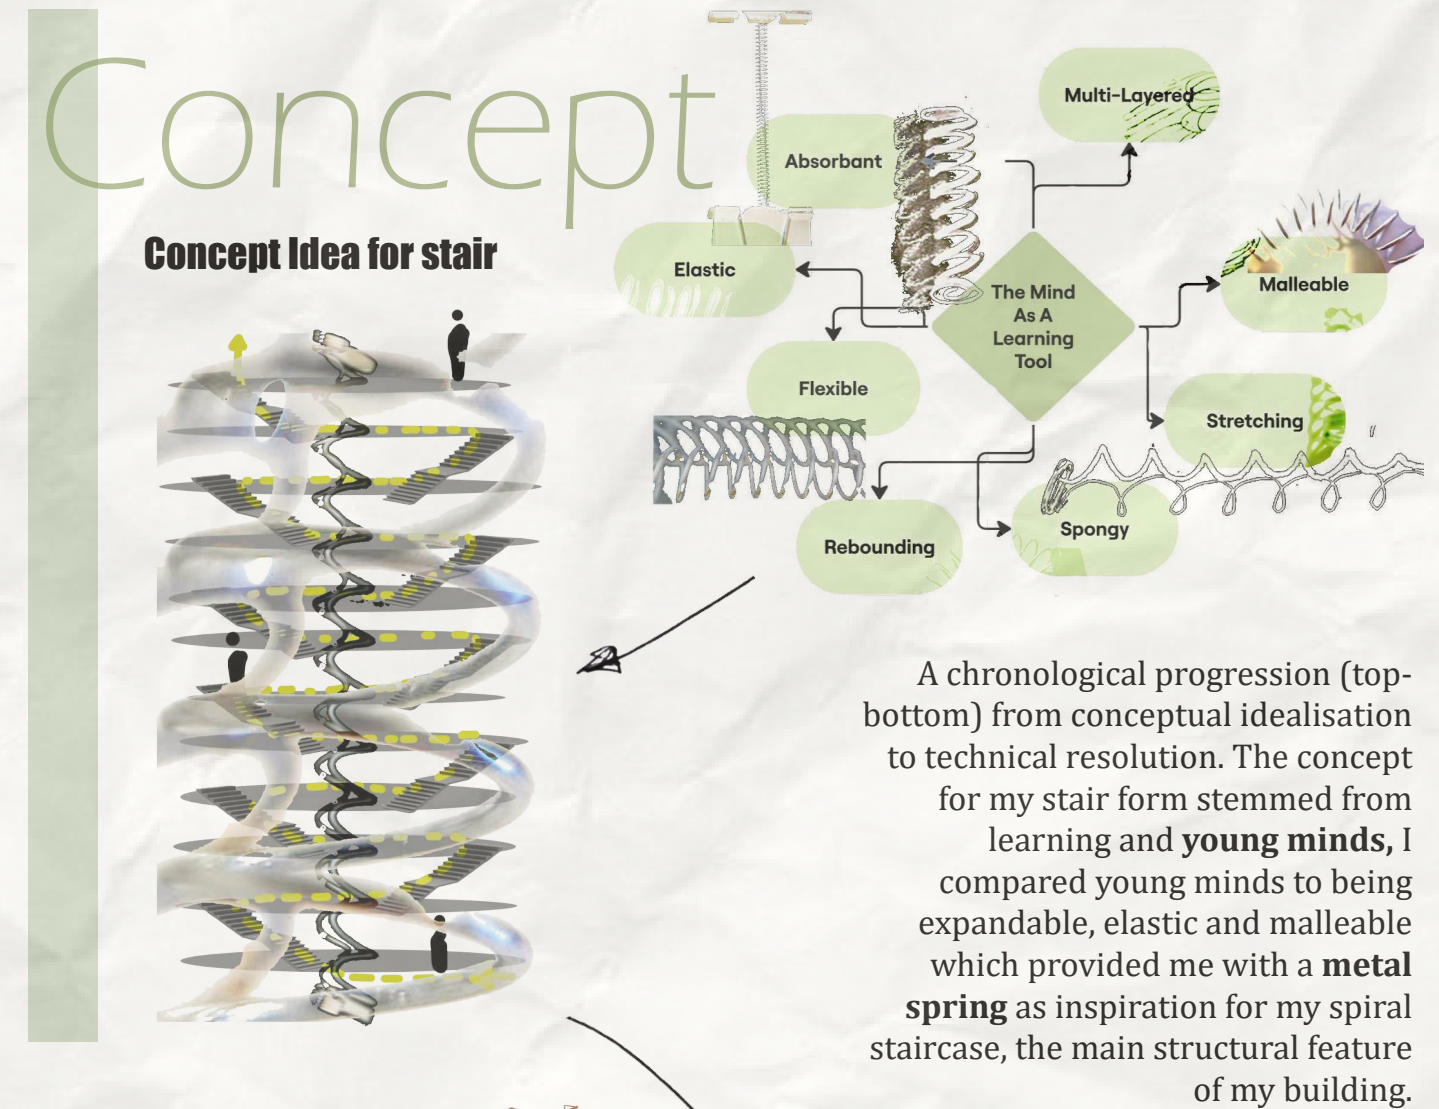 Concept
Concept Idea for stair
Multi-Layered
Absorbant
Elastic
Malleable
The Mind
As A
Learning
Tool
Flexible
Stretching
Rebounding
Spongy
A chronological progression (top-
bottom) from conceptual idealisation
to technical resolution. The concept
for my stair form stemmed from
learning and young minds, I
compared young minds to being
expandable, elastic and malleable
which provided me with a metal
spring as inspiration for my spiral
staircase, the main structural feature
of my building.